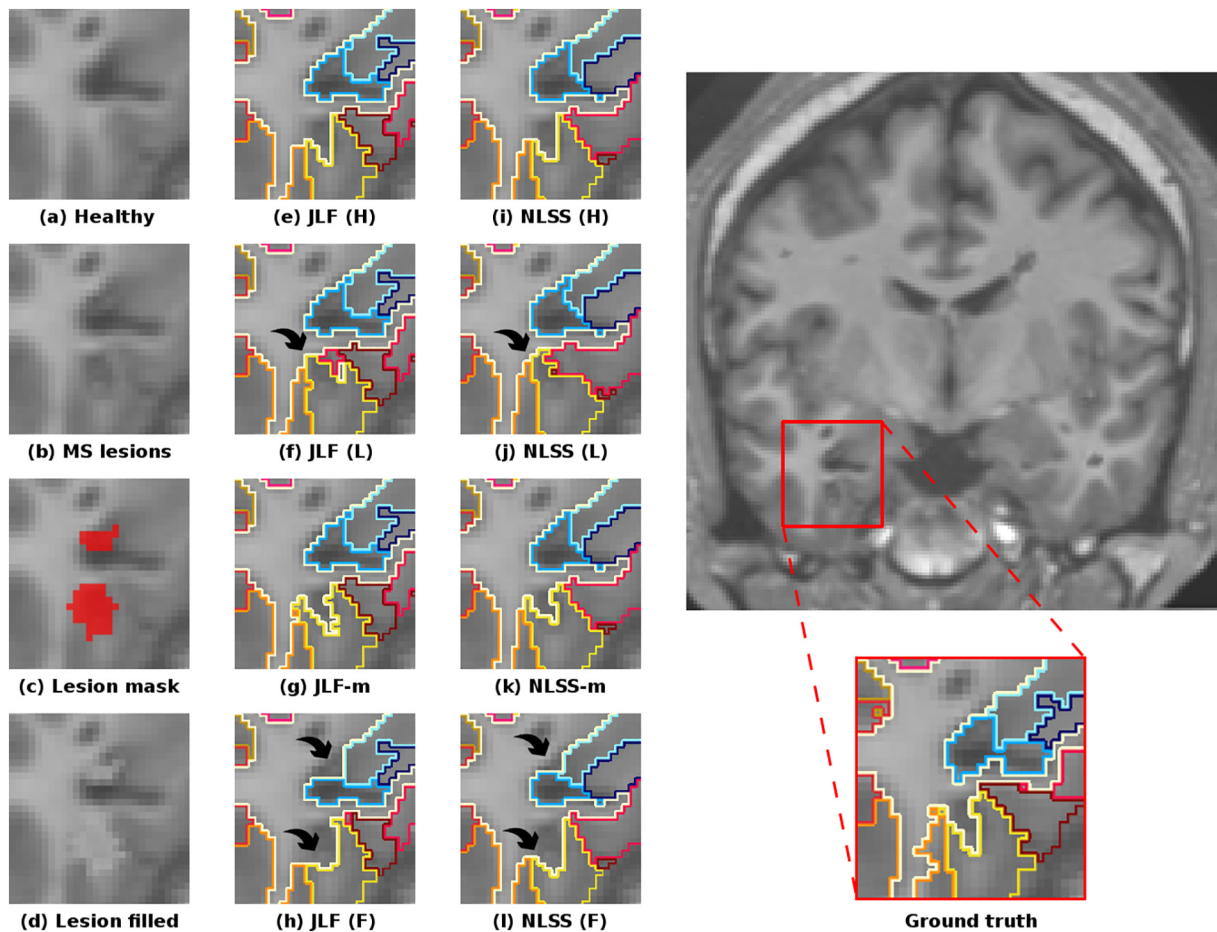 (a) Healthy
(e) JLF (H)
(i) NLSS (H)
(b) MS lesions
(f) JLF (L)
(j) NLSS (L)
(c) Lesion mask
(g) JLF-m
(k) NLSS-m
(d) Lesion filled
(h) JLF (F)
(l) NLSS (F)
Ground truth